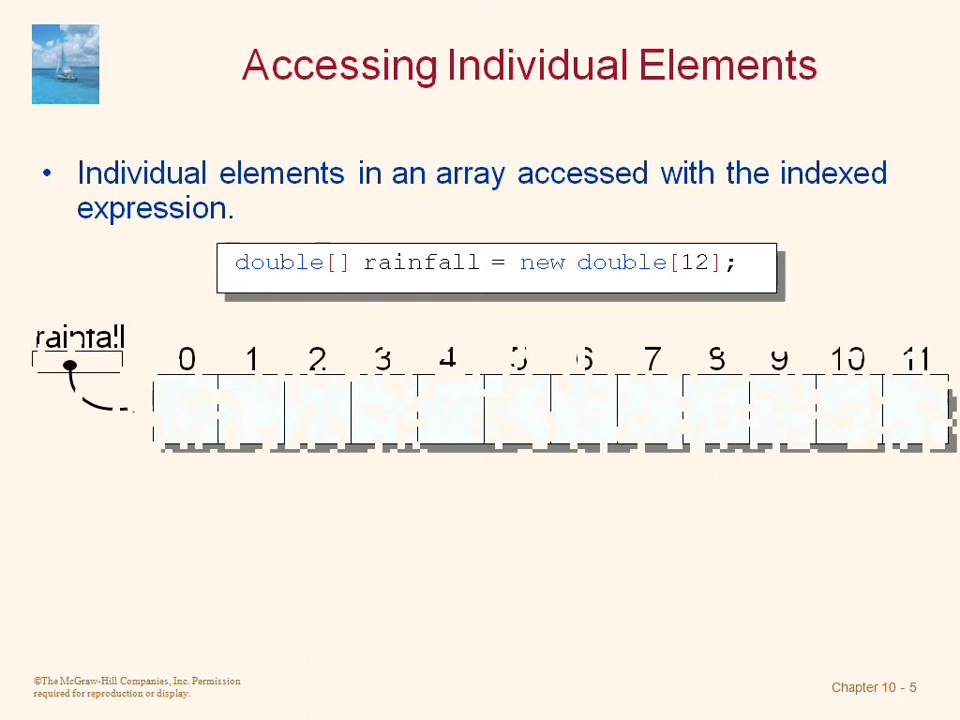 Accessing Individual Elements
• Individual elements in an array accessed with the indexed
expression.
double[] rainfall = new double[12];
rainfall
0 1 2 3 4 5 6 7 8 9 10 11
©The McGraw-Hill Companies, Inc. Permission
required for reproduction or display.
Chapter 10 - 5